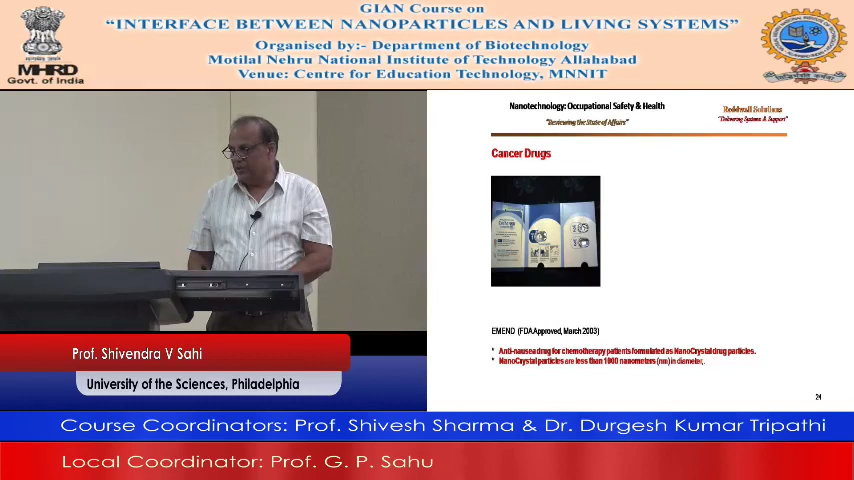 GIAN Course on
“INTERFACE BETWEEN NANOPARTICLES AND LIVING SYSTEMS”
Organised by:- Department of Biotechnology
Motilal Nehru National Institute of Technology Allahabad
Venue: Centre for Education Technology, MNNIT
MHRD
Govt. of India
Nanotechnology: Occupational Safety & Health
"Reviewing the State of Affairs"
Reddwall Solutions
"Delivering Systems & Support"
Cancer Drugs
EMEND (FDA Approved, March 2003)
* Anti-nausea drug for chemotherapy patients formulated as NanoCrystal drug particles.
* NanoCrystal particles are less than 1000 nanometers (nm) in diameter,.
24
Prof. Shivendra V Sahi
University of the Sciences, Philadelphia
Course Coordinators: Prof. Shivesh Sharma & Dr. Durgesh Kumar Tripathi
Local Coordinator: Prof. G. P. Sahu